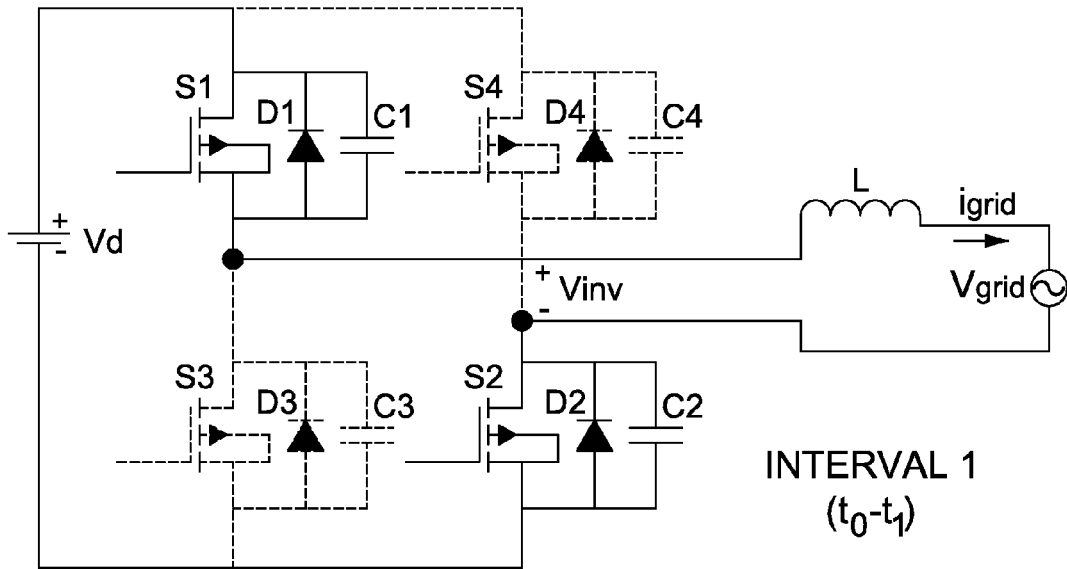 S1
D1
C1
S4
D4
C4
L
igrid
+
-
Vd
+
Vinv
-
Vgrid
S3
D3
C3
S2
D2
C2
INTERVAL 1
(t0-t1)